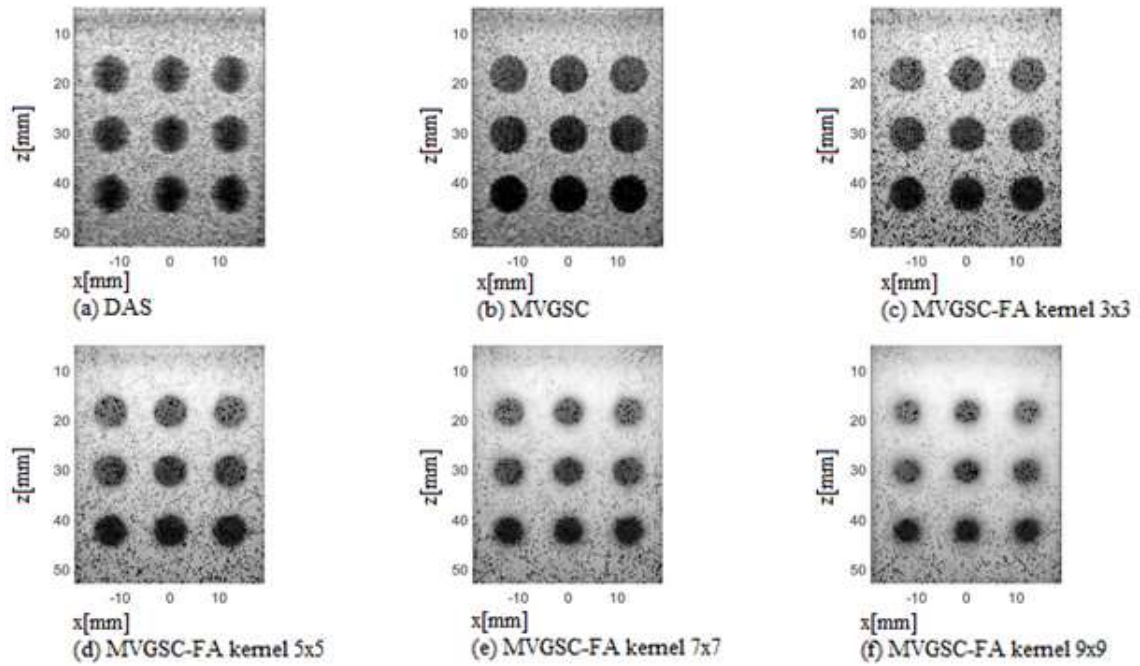 10
20
30
40
50
z[mm]
-10 0 10
x[mm]
(a) DAS
10
20
30
40
50
z[mm]
-10 0 10
x[mm]
(b) MVGSC
10
20
30
40
50
z[mm]
-10 0 10
x[mm]
(c) MVGSC-FA kernel 3x3
10
20
30
40
50
z[mm]
-10 0 10
x[mm]
(d) MVGSC-FA kernel 5x5
10
20
30
40
50
z[mm]
-10 0 10
x[mm]
(e) MVGSC-FA kernel 7x7
10
20
30
40
50
z[mm]
-10 0 10
x[mm]
(f) MVGSC-FA kernel 9x9